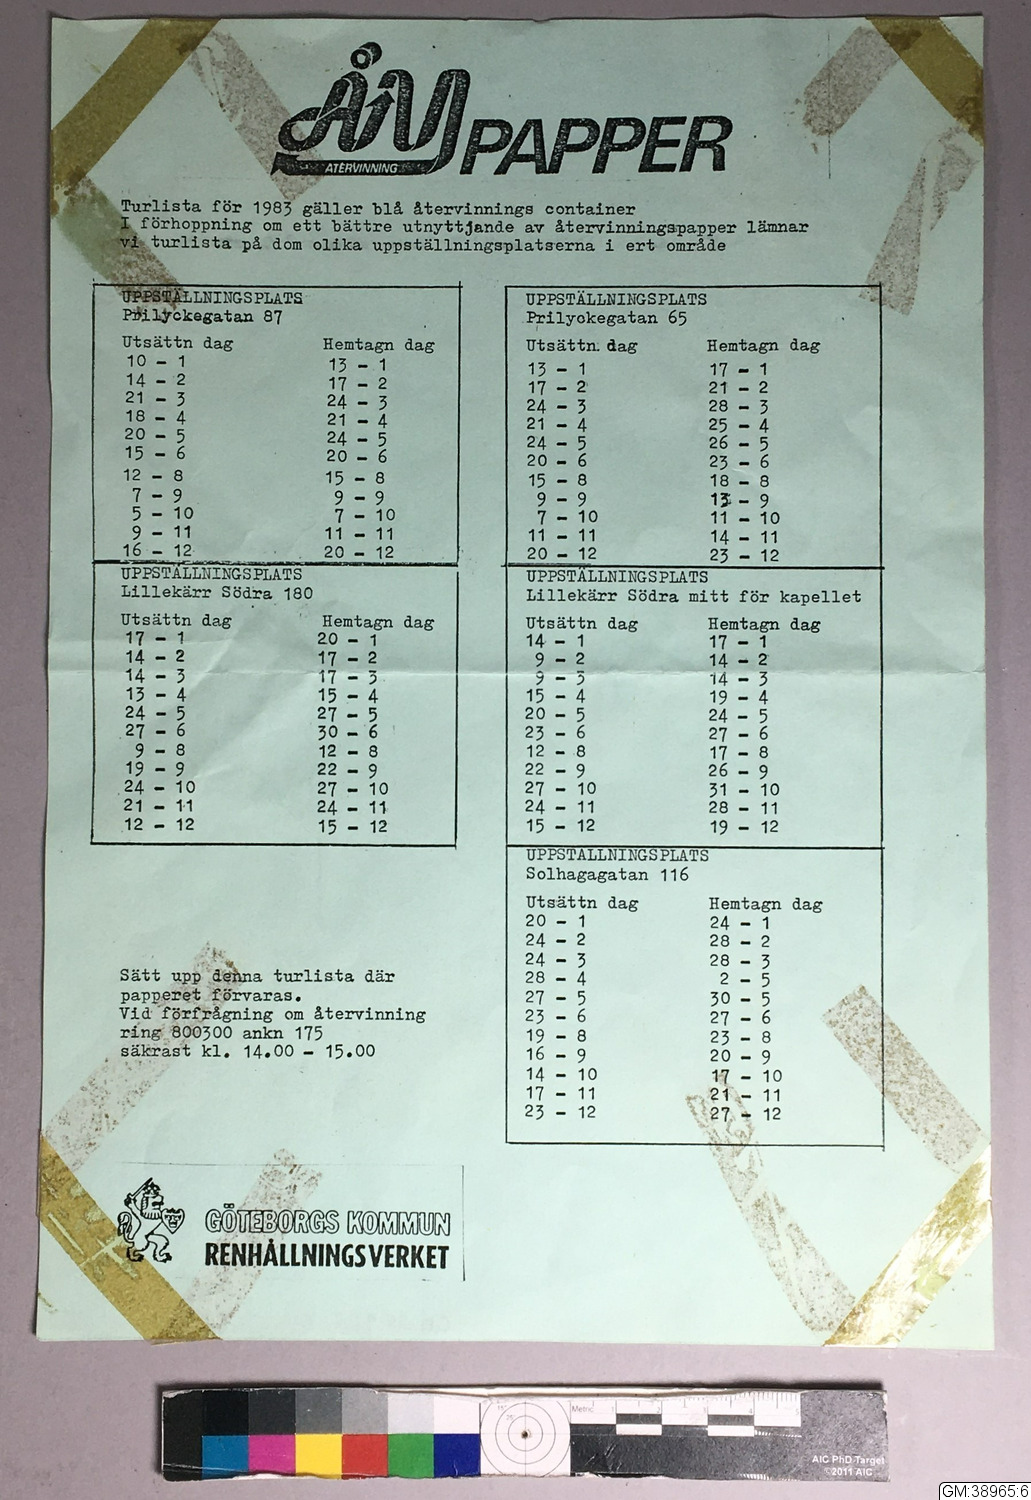 ÅiV PAPPER
ÅTERVINNING
Turlista för 1983 gäller blå återvinnings container
I förhoppning om ett bättre utnyttjande av återvinningspapper lämnar
vi turlista på dom olika uppställningsplatserna i ert område
UPPSTÄLLNINGSPLATS
Prilyckegatan 87
Utsättn dag Hemtagn dag
10 - 1 13 - 1
14 - 2 17 - 2
21 - 3 24 - 3
18 - 4 21 - 4
20 - 5 24 - 5
15 - 6 20 - 6
12 - 8 15 - 8
7 - 9 9 - 9
5 - 10 7 - 10
9 - 11 11 - 11
16 - 12 20 - 12
UPPSTÄLLNINGSPLATS
Prilyckegatan 65
Utsättn. dag Hemtagn dag
13 - 1 17 - 1
17 - 2 21 - 2
24 - 3 28 - 3
21 - 4 25 - 4
24 - 5 26 - 5
20 - 6 23 - 6
15 - 8 18 - 8
9 - 9 13 - 9
7 - 10 11 - 10
11 - 11 14 - 11
20 - 12 23 - 12
UPPSTÄLLNINGSPLATS
Lillekärr Södra 180
Utsättn dag Hemtagn dag
17 - 1 20 - 1
14 - 2 17 - 2
14 - 3 17 - 3
13 - 4 15 - 4
24 - 5 27 - 5
27 - 6 30 - 6
9 - 8 12 - 8
19 - 9 22 - 9
24 - 10 27 - 10
21 - 11 24 - 11
12 - 12 15 - 12
UPPSTÄLLNINGSPLATS
Lillekärr Södra mitt för kapellet
Utsättn dag Hemtagn dag
14 - 1 17 - 1
9 - 2 14 - 2
9 - 3 14 - 3
15 - 4 19 - 4
20 - 5 24 - 5
23 - 6 27 - 6
12 - 8 17 - 8
22 - 9 26 - 9
27 - 10 31 - 10
24 - 11 28 - 11
15 - 12 19 - 12
UPPSTÄLLNINGSPLATS
Solhagagatan 116
Utsättn dag Hemtagn dag
20 - 1 24 - 1
24 - 2 28 - 2
24 - 3 28 - 3
28 - 4 2 - 5
27 - 5 30 - 5
23 - 6 27 - 6
19 - 8 23 - 8
16 - 9 20 - 9
14 - 10 17 - 10
17 - 11 21 - 11
23 - 12 27 - 12
Sätt upp denna turlista där
papperet förvaras.
Vid förfrågning om återvinning
ring 800300 ankn 175
säkrast kl. 14.00 - 15.00
GÖTEBORGS KOMMUN
RENHÅLLNINGSVERKET
Metric 1 2 3 4 5
AIC PhD Target
©2011 AIC
GM:38965:6